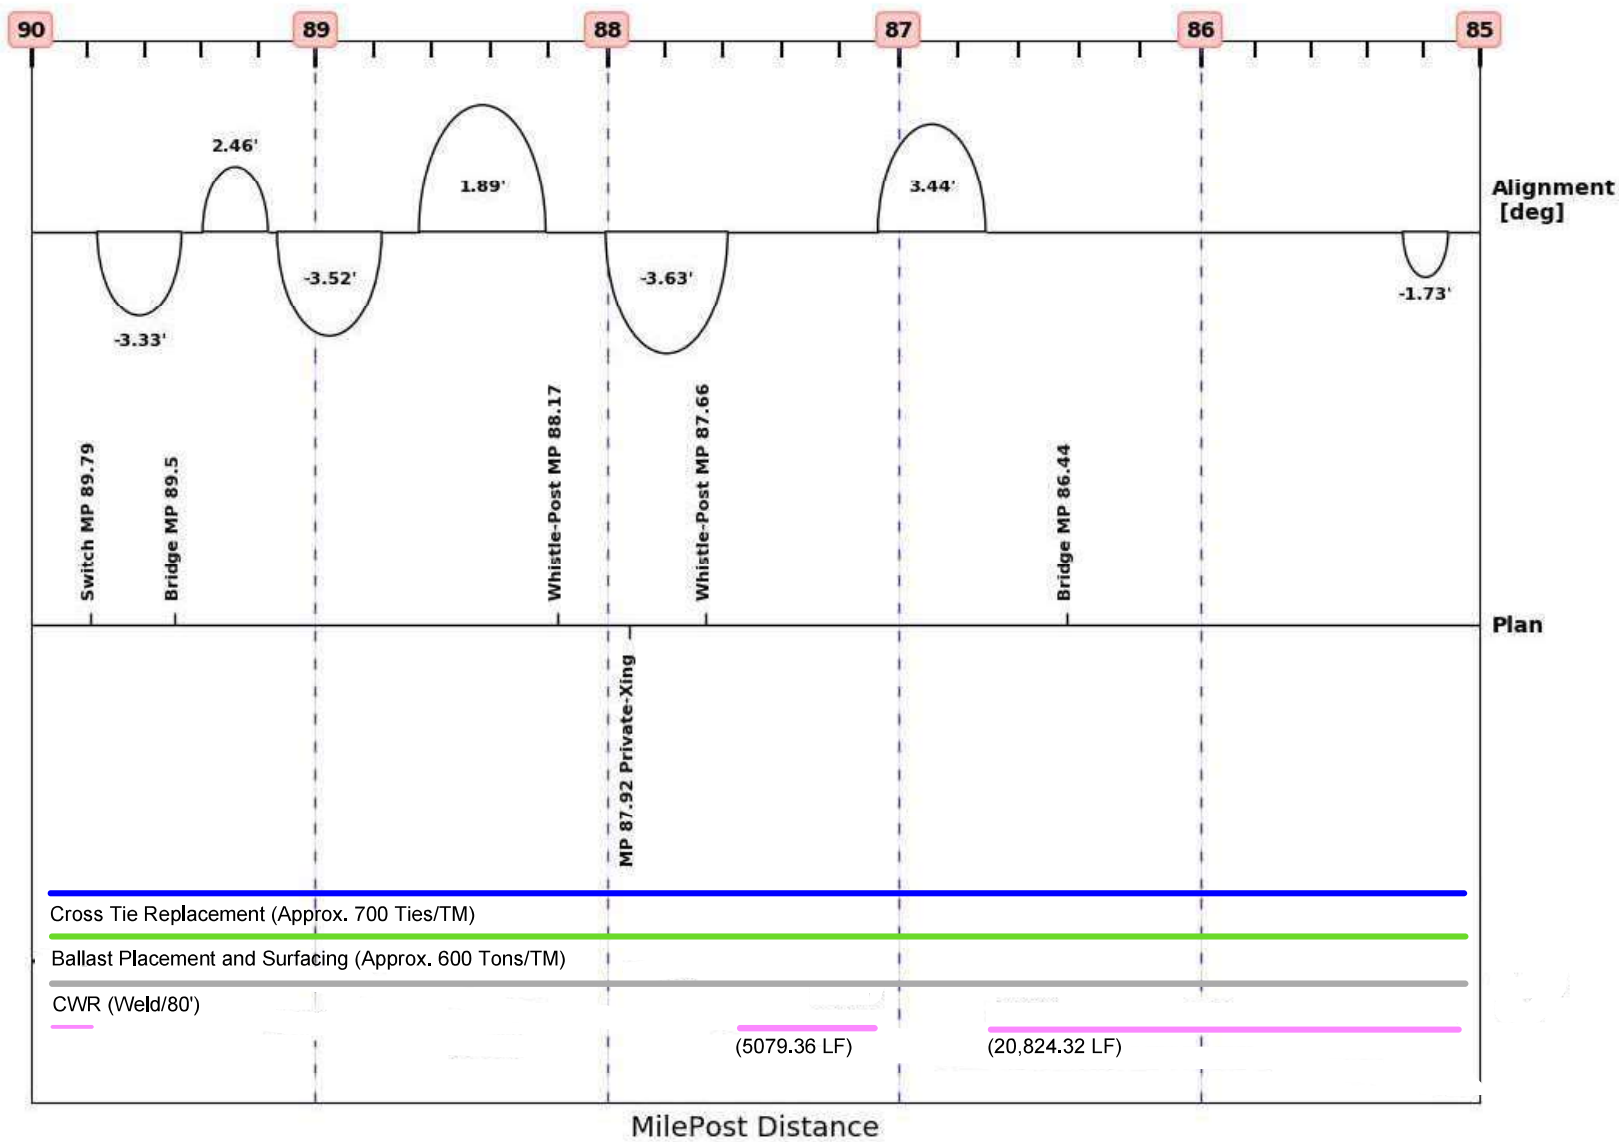 90 89 88 87 86 85
2.46'
1.89'
3.44'
Alignment
[deg]
-3.52'
-3.63'
-1.73'
-3.33'
Switch MP 89.79
Bridge MP 89.5
Whistle-Post MP 88.17
Whistle-Post MP 87.66
Bridge MP 86.44
Plan
MP 87.92 Private-Xing
Cross Tie Replacement (Approx. 700 Ties/TM)
Ballast Placement and Surfacing (Approx. 600 Tons/TM)
CWR (Weld/80')
(5079.36 LF)
(20,824.32 LF)
MilePost Distance